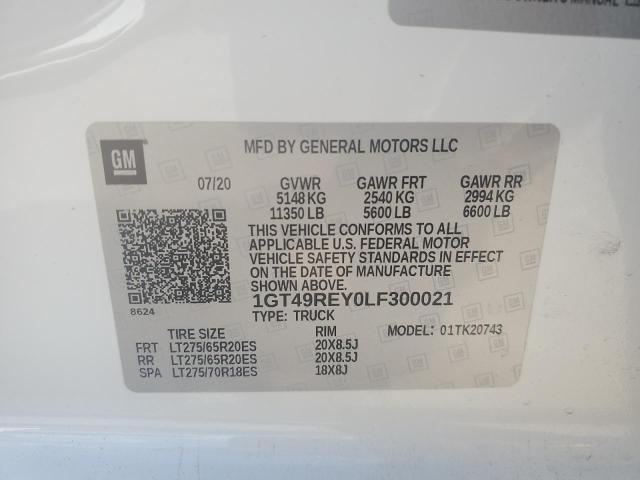 OWNER'S MANUAL
GM
MFD BY GENERAL MOTORS LLC
07/20 GVWR GAWR FRT GAWR RR
5148 KG 2540 KG 2994 KG
11350 LB 5600 LB 6600 LB
THIS VEHICLE CONFORMS TO ALL
APPLICABLE U.S. FEDERAL MOTOR
VEHICLE SAFETY STANDARDS IN
EFFECT ON THE DATE OF MANUFACTURE
SHOWN ABOVE.
1GT49REY0LF300021
8624
TYPE: TRUCK
TIRE SIZE RIM MODEL: 01TK20743
FRT LT275/65R20ES 20X8.5J
RR LT275/65R20ES 20X8.5J
SPA LT275/70R18ES 18X8J